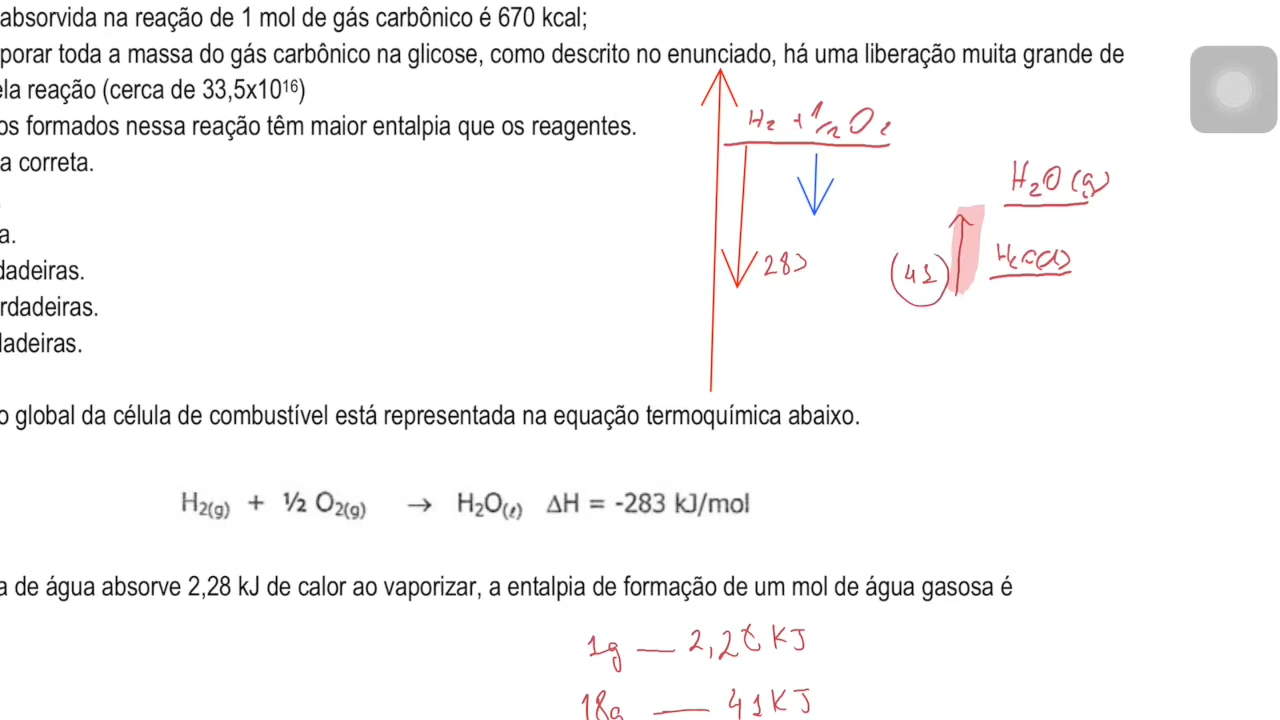 absorvida na reação de 1 mol de gás carbônico é 670 kcal;
porar toda a massa do gás carbônico na glicose, como descrito no enunciado, há uma liberação muita grande de
ela reação (cerca de 33,5x10¹⁶)
os formados nessa reação têm maior entalpia que os reagentes.
a correta.
a.
dadeiras.
rdadeiras.
ladeiras.
H₂ + 1/2 O₂
H₂O (g)
H₂O(l)
283
(41)
o global da célula de combustível está representada na equação termoquímica abaixo.
H₂(g) + ½ O₂(g) → H₂O(ℓ) ΔH = -283 kJ/mol
a de água absorve 2,28 kJ de calor ao vaporizar, a entalpia de formação de um mol de água gasosa é
1g — 2,28 KJ
18g — 41 KJ